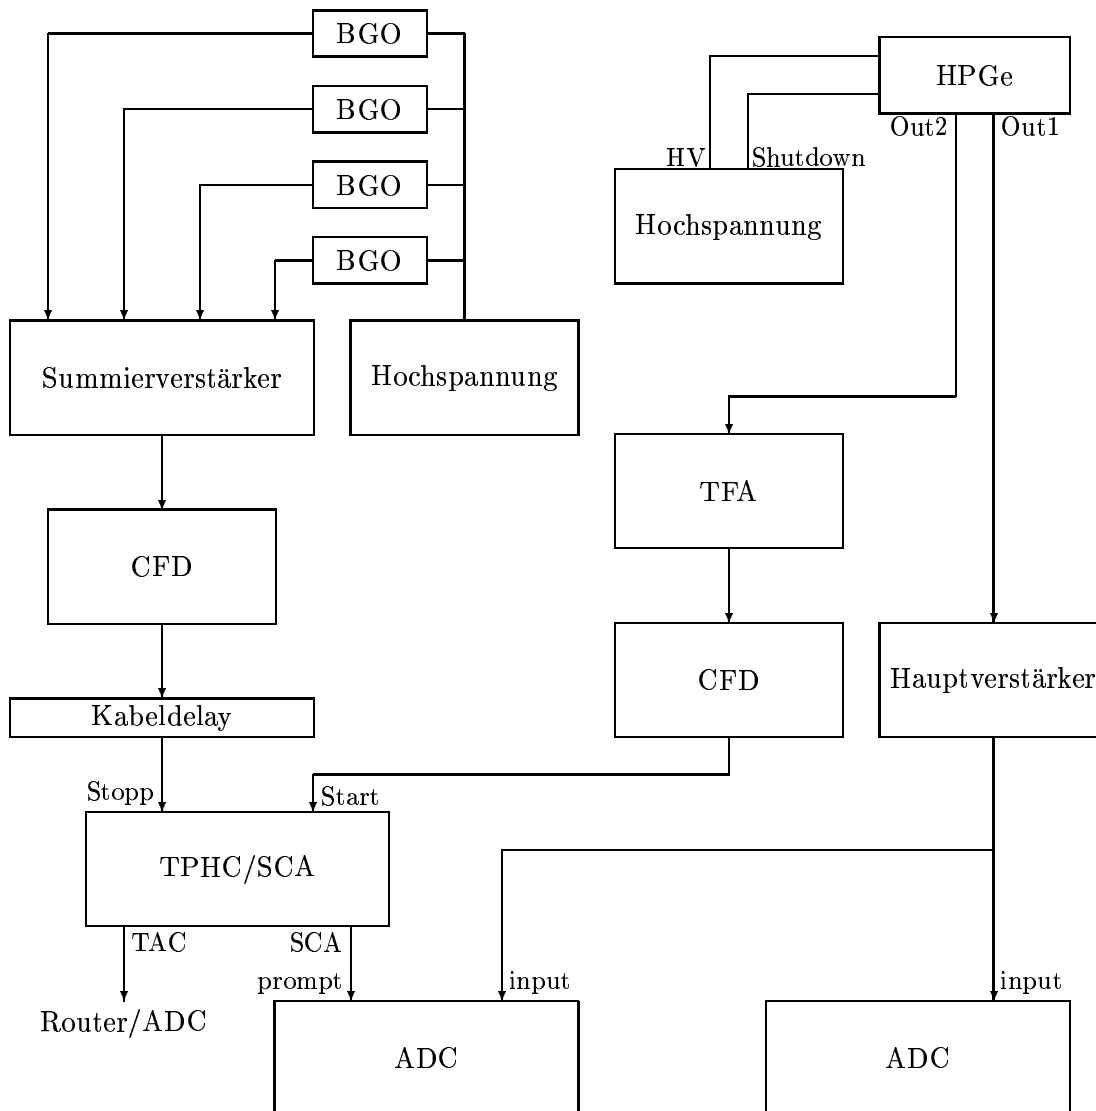 BGO
HPGe
BGO
Out2
Out1
HV
Shutdown
BGO
Hochspannung
BGO
Summierverstärker
Hochspannung
TFA
CFD
CFD
Hauptverstärker
Kabeldelay
Stopp
Start
TPHC/SCA
TAC
SCA
prompt
input
input
Router/ADC
ADC
ADC